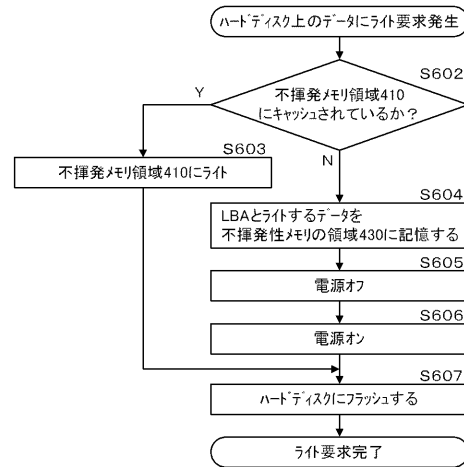 ハードディスク上のデータにライト要求発生
S602
不揮発メモリ領域410
にキャッシュされているか？
Y
N
S603
不揮発メモリ領域410にライト
S604
LBAとライトするデータを
不揮発性メモリの領域430に記憶する
S605
電源オフ
S606
電源オン
S607
ハードディスクにフラッシュする
ライト要求完了